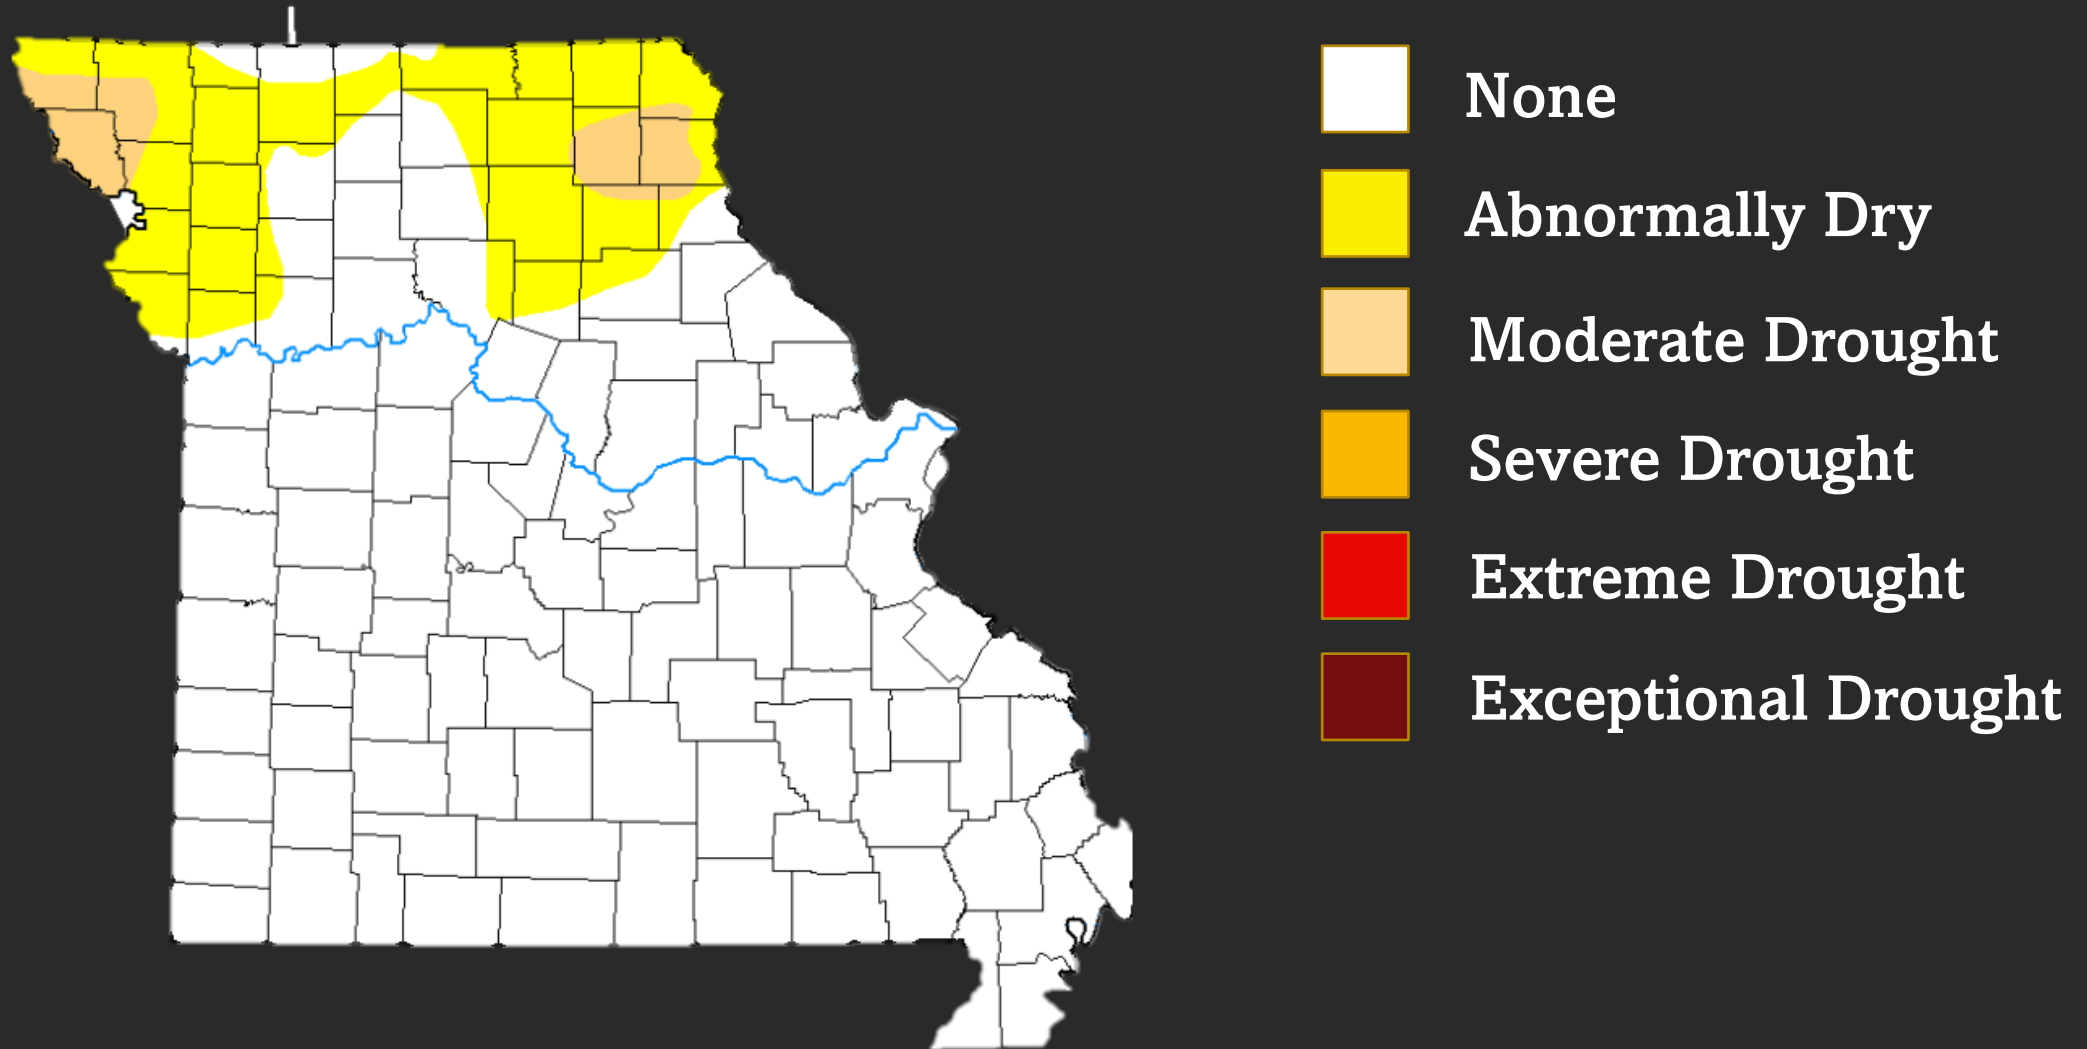 None
Abnormally Dry
Moderate Drought
Severe Drought
Extreme Drought
Exceptional Drought